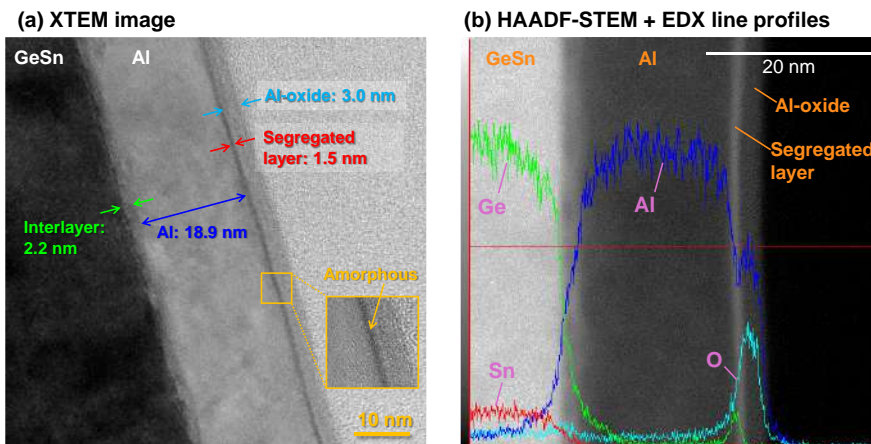 (a) XTEM image
GeSn
Al
Al-oxide: 3.0 nm
Segregated
layer: 1.5 nm
Interlayer:
2.2 nm
Al: 18.9 nm
Amorphous
10 nm
(b) HAADF-STEM + EDX line profiles
GeSn
Al
20 nm
Al-oxide
Segregated
layer
Ge
Al
Sn
O